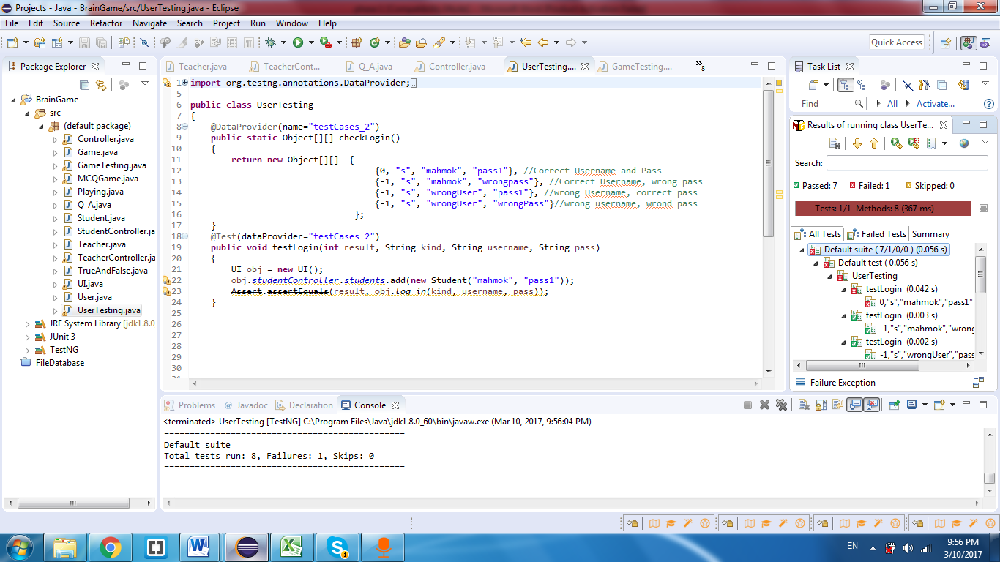 Projects - Java - BrainGame/src/UserTesting.java - Eclipse
File Edit Source Refactor Navigate Search Project Run Window Help
Quick Access
Package Explorer
BrainGame
src
(default package)
Controller.java
Game.java
GameTesting.java
MCQGame.java
Playing.java
Q_A.java
Student.java
StudentController.ja
Teacher.java
TeacherController.ja
TrueAndFalse.java
UI.java
User.java
UserTesting.java
JRE System Library [jdk1.8.0
JUnit 3
TestNG
FileDatabase
Teacher.java TeacherCont... Q_A.java Controller.java UserTesting.... GameTesting.... »8
1 import org.testng.annotations.DataProvider;
5
6 public class UserTesting
7 {
8 @DataProvider(name="testCases_2")
9 public static Object[][] checkLogin()
10 {
11 return new Object[][] {
12 {0, "s", "mahmok", "pass1"}, //Correct Username and Pass
13 {-1, "s", "mahmok", "wrongpass"}, //Correct Username, wrong pass
14 {-1, "s", "wrongUser", "pass1"}, //wrong Username, correct pass
15 {-1, "s", "wrongUser", "wrongPass"}//wrong username, wrond pass
16 };
17 }
18 @Test(dataProvider="testCases_2")
19 public void testLogin(int result, String kind, String username, String pass)
20 {
21 UI obj = new UI();
22 obj.studentController.students.add(new Student("mahmok", "pass1"));
23 Assert.assertEquals(result, obj.log_in(kind, username, pass));
24 }
25
26
27
28
29
30
Task List
Find All Activate...
Results of running class UserTe...
Search:
Passed: 7 Failed: 1 Skipped: 0
Tests: 1/1 Methods: 8 (367 ms)
All Tests Failed Tests Summary
Default suite ( 7/1/0/0 ) (0.056 s)
Default test ( 0.056 s)
UserTesting
testLogin (0.042 s)
0,"s","mahmok","pass1"
testLogin (0.003 s)
-1,"s","mahmok","wrong
testLogin (0.002 s)
-1,"s","wrongUser","pass
Failure Exception
Problems @ Javadoc Declaration Console
<terminated> UserTesting [TestNG] C:\Program Files\Java\jdk1.8.0_60\bin\javaw.exe (Mar 10, 2017, 9:56:04 PM)
===============================================
Default suite
Total tests run: 8, Failures: 1, Skips: 0
===============================================
EN
9:56 PM
3/10/2017